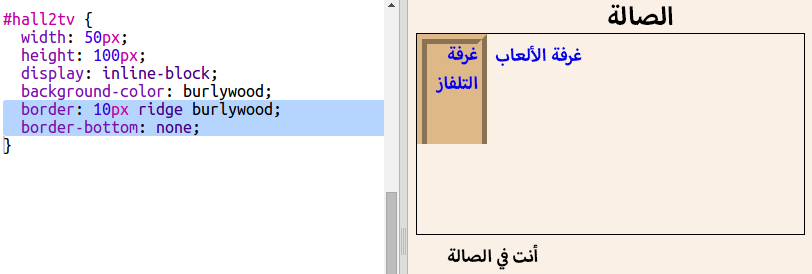 #hall2tv {
width: 50px;
height: 100px;
display: inline-block;
background-color: burlywood;
border: 10px ridge burlywood;
border-bottom: none;
}
الصالة
غرفة
التلفاز
غرفة الألعاب
أنت في الصالة